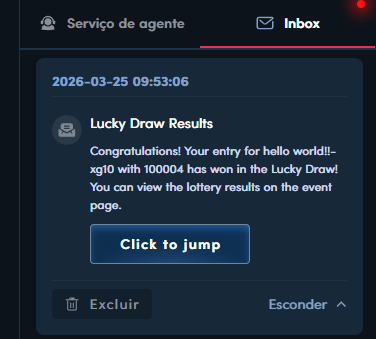 Serviço de agente
Inbox
2026-03-25 09:53:06
Lucky Draw Results
Congratulations! Your entry for hello world!!-
xg10 with 100004 has won in the Lucky Draw!
You can view the lottery results on the event
page.
Click to jump
Excluir
Esconder